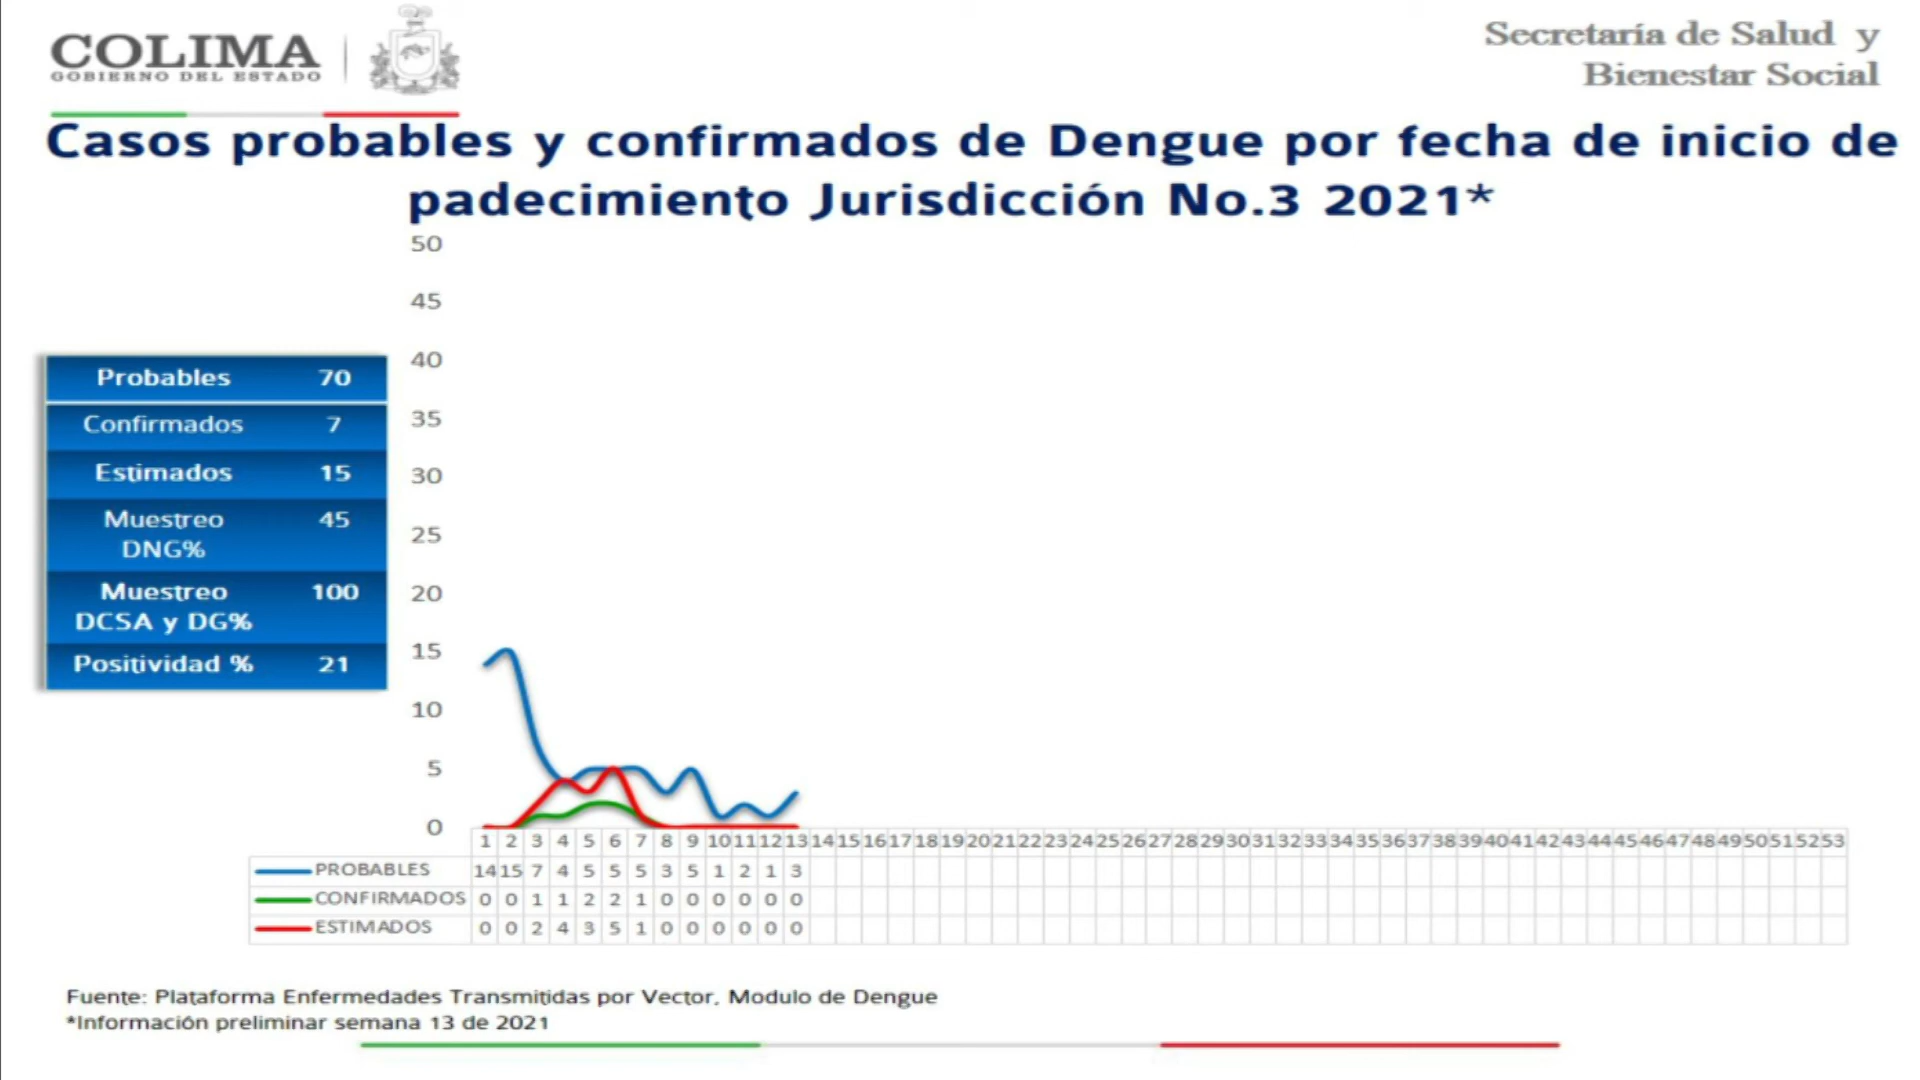 COLIMA
GOBIERNO DEL ESTADO
Secretaría de Salud y
Bienestar Social
Casos probables y confirmados de Dengue por fecha de inicio de
padecimiento Jurisdicción No.3 2021*
Probables 70
Confirmados 7
Estimados 15
Muestreo 45
DNG%
Muestreo 100
DCSA y DG%
Positividad % 21
50
45
40
35
30
25
20
15
10
5
0
1 2 3 4 5 6 7 8 9 10 11 12 13 14 15 16 17 18 19 20 21 22 23 24 25 26 27 28 29 30 31 32 33 34 35 36 37 38 39 40 41 42 43 44 45 46 47 48 49 50 51 52 53
PROBABLES 14 15 7 4 5 5 5 3 5 1 2 1 3
CONFIRMADOS 0 0 1 1 2 2 1 0 0 0 0 0 0
ESTIMADOS 0 0 2 4 3 5 1 0 0 0 0 0 0
Fuente: Plataforma Enfermedades Transmitidas por Vector, Modulo de Dengue
*Información preliminar semana 13 de 2021